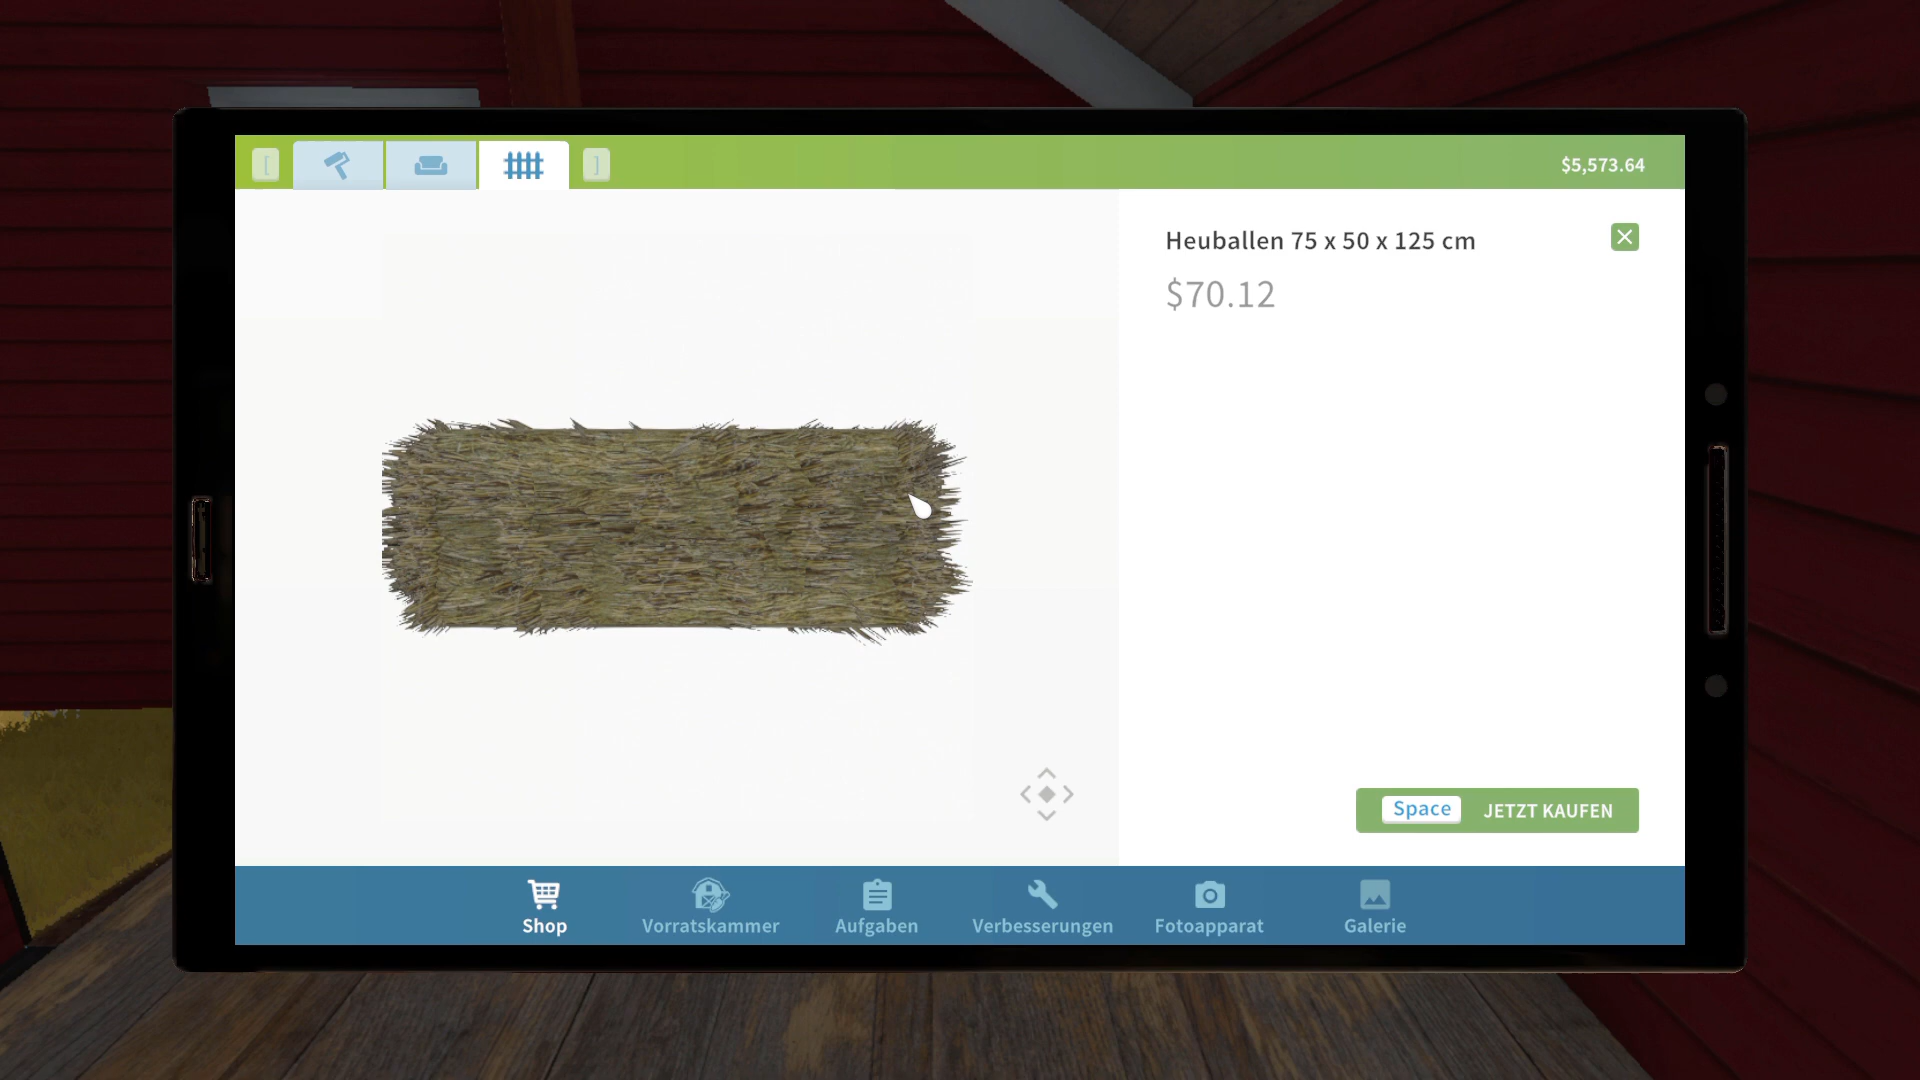 [
]
$5,573.64
Heuballen 75 x 50 x 125 cm
$70.12
Space JETZT KAUFEN
Shop
Vorratskammer
Aufgaben
Verbesserungen
Fotoapparat
Galerie